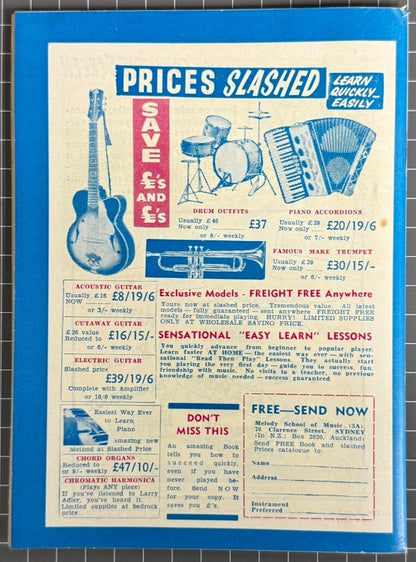 PRICES SLASHED
LEARN
QUICKLY_
EASILY
SAVE
£'s
AND
£'s
DRUM OUTFITS
Usually £46
Now only £37
or 9/- weekly
PIANO ACCORDIONS
Usually £29
Now only £20/19/6
or 7/- weekly
FAMOUS MAKE TRUMPET
Usually £39
Now only £30/15/-
or 6/- weekly
ACOUSTIC GUITAR
Usually £16 £8/19/6
NOW
or 3/- weekly
CUTAWAY GUITAR
£26 value £16/15/-
Reduced to
or 6/- weekly
ELECTRIC GUITAR
Slashed price
£39/19/6
Complete with Amplifier
or 10/6 weekly
Exclusive Models - FREIGHT FREE Anywhere
Yours now at slashed price. Tremendous value. All latest
models — fully guaranteed — sent anywhere FREIGHT FREE
ready for immediate playing. HURRY! LIMITED SUPPLIES
ONLY AT WHOLESALE SAVING PRICE.
SENSATIONAL "EASY LEARN" LESSONS
You quickly advance from beginner to popular player.
Learn faster AT HOME — the easiest way ever — with sen-
sational "Read Then Play" Lessons. They actually start
you playing the very first day — guide you to success, fun,
friendship with music. No visits to a teacher, no previous
knowledge of music needed — success guaranteed.
Easiest Way Ever
to Learn
Piano
Amazing new
Method at Slashed Price
CHORD ORGANS
Reduced to £47/10/-
or 9/- weekly
CHROMATIC HARMONICA
(Plays ANY piece)
If you've listened to Larry
Adler, you've heard it.
Limited supplies at bedrock
price.
DON'T
MISS THIS
An amazing Book
tells you how to
succeed quickly,
even if you have
never played be-
fore. Send NOW
for your copy. It
saves you £'s.
FREE—SEND NOW
Melody School of Music (3A)
76 Clarence Street, SYDNEY
(In N.Z.: Box 2020, Auckland)
Send FREE Book and slashed
Prices catalogue to:
Name
Address
Instrument
Preferred